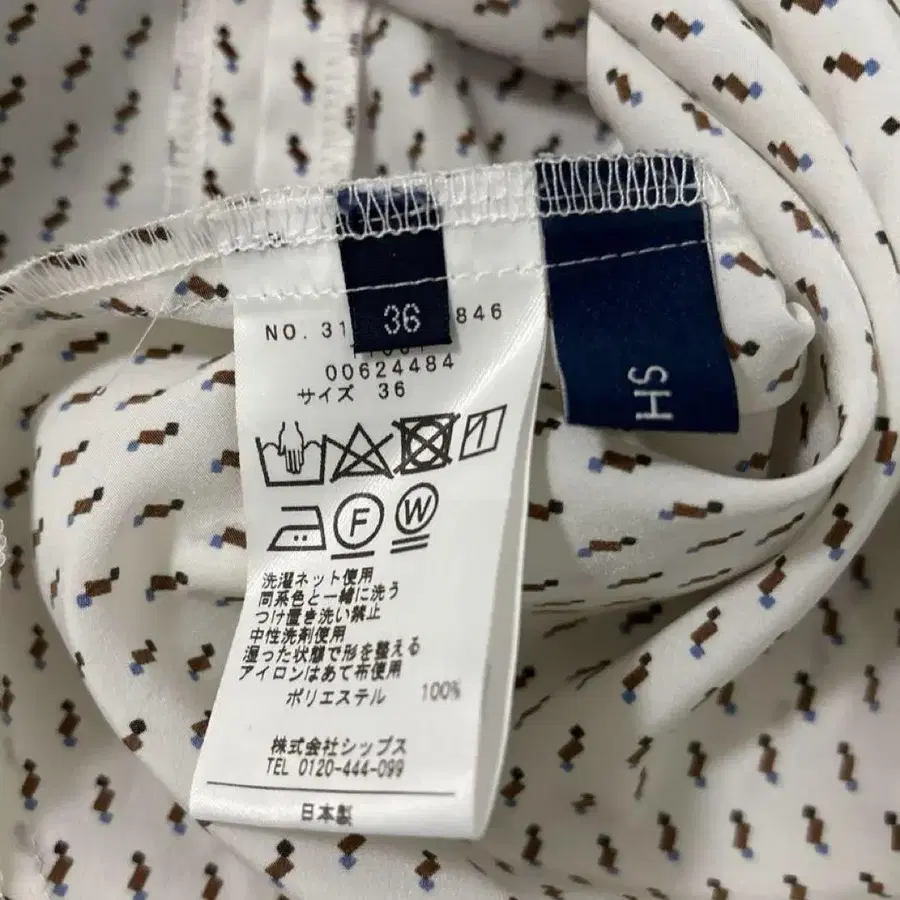 36
NO. 31 846
00624484
サイズ 36
HS
F
W
洗濯ネット使用
同系色と一緒に洗う
つけ置き洗い禁止
中性洗剤使用
湿った状態で形を整える
アイロンはあて布使用
ポリエステル 100%
株式会社シップス
TEL 0120-444-099
日本製